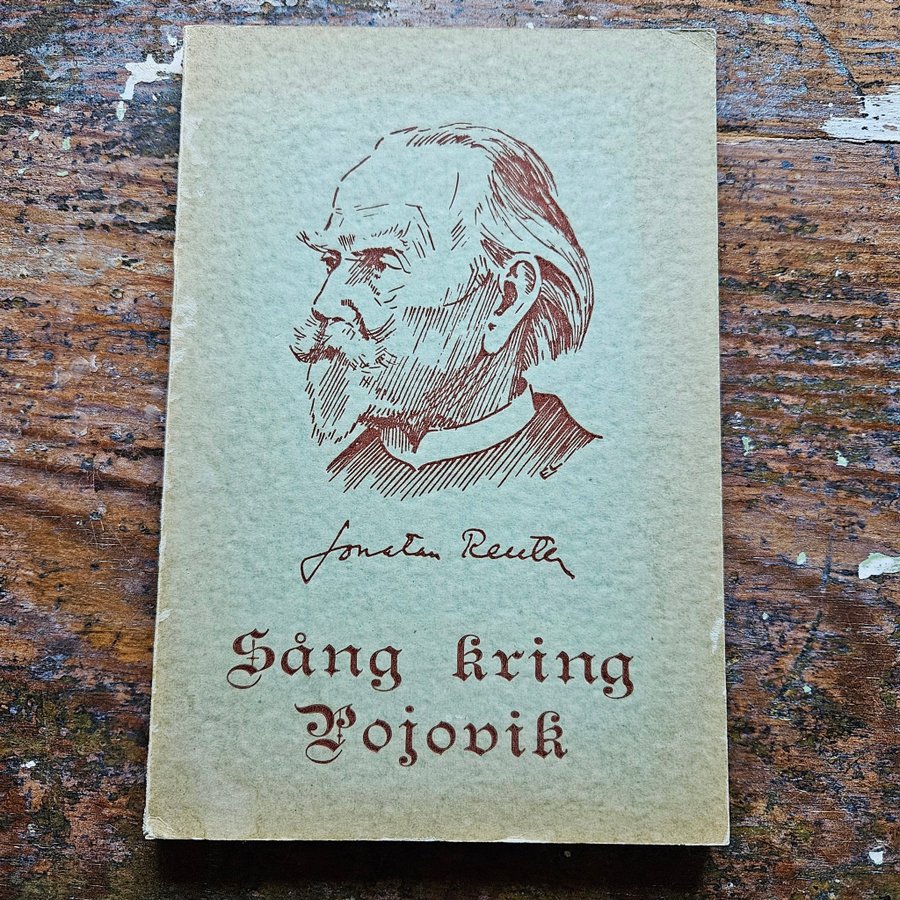 Jonatan Reuter
Sång kring
Pojovik